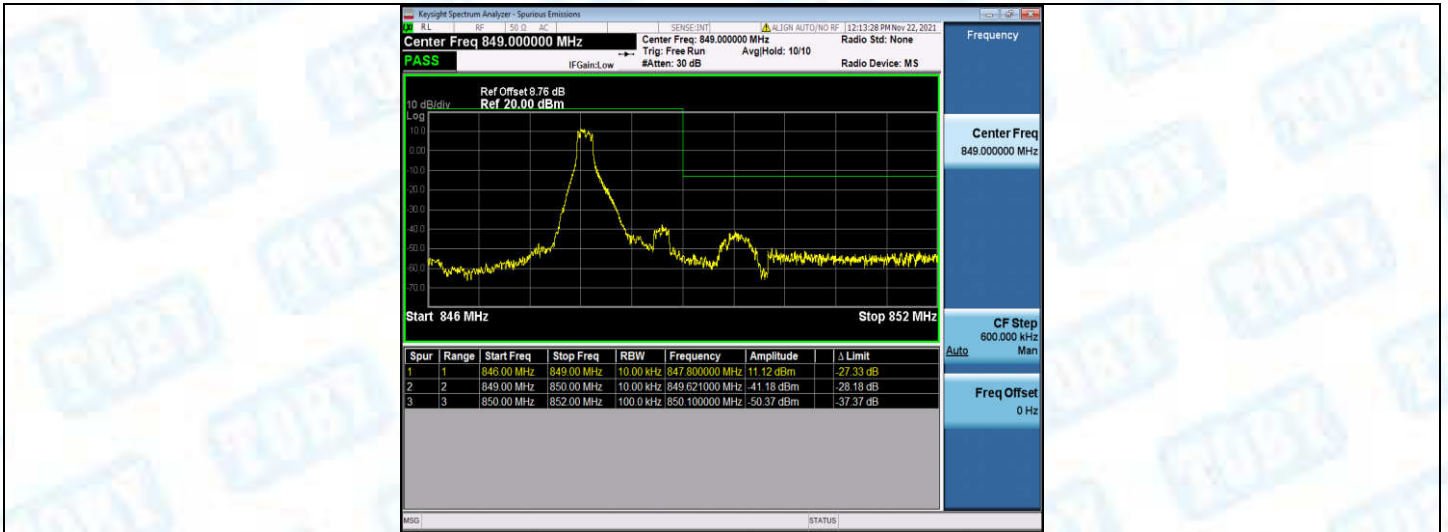 Keysight Spectrum Analyzer - Spurious Emissions
RL RF 50 Ω AC SENSE:INT ALIGN AUTO/NO RF 12:13:28 PM Nov 22, 2021
Center Freq 849.000000 MHz
Center Freq: 849.000000 MHz
Radio Std: None
Trig: Free Run Avg|Hold: 10/10
PASS
IFGain:Low
#Atten: 30 dB
Radio Device: MS
Ref Offset 8.76 dB
10 dB/div Ref 20.00 dBm
Log
10.0
0.00
-10.0
-20.0
-30.0
-40.0
-50.0
-60.0
-70.0
Start 846 MHz Stop 852 MHz
Spur Range Start Freq Stop Freq RBW Frequency Amplitude Δ Limit
1 1 846.00 MHz 849.00 MHz 10.00 kHz 847.800000 MHz 11.12 dBm -27.33 dB
2 2 849.00 MHz 850.00 MHz 10.00 kHz 849.621000 MHz -41.18 dBm -28.18 dB
3 3 850.00 MHz 852.00 MHz 100.0 kHz 850.100000 MHz -50.37 dBm -37.37 dB
MSG STATUS
Frequency
Center Freq
849.000000 MHz
CF Step
600.000 kHz
Auto Man
Freq Offset
0 Hz